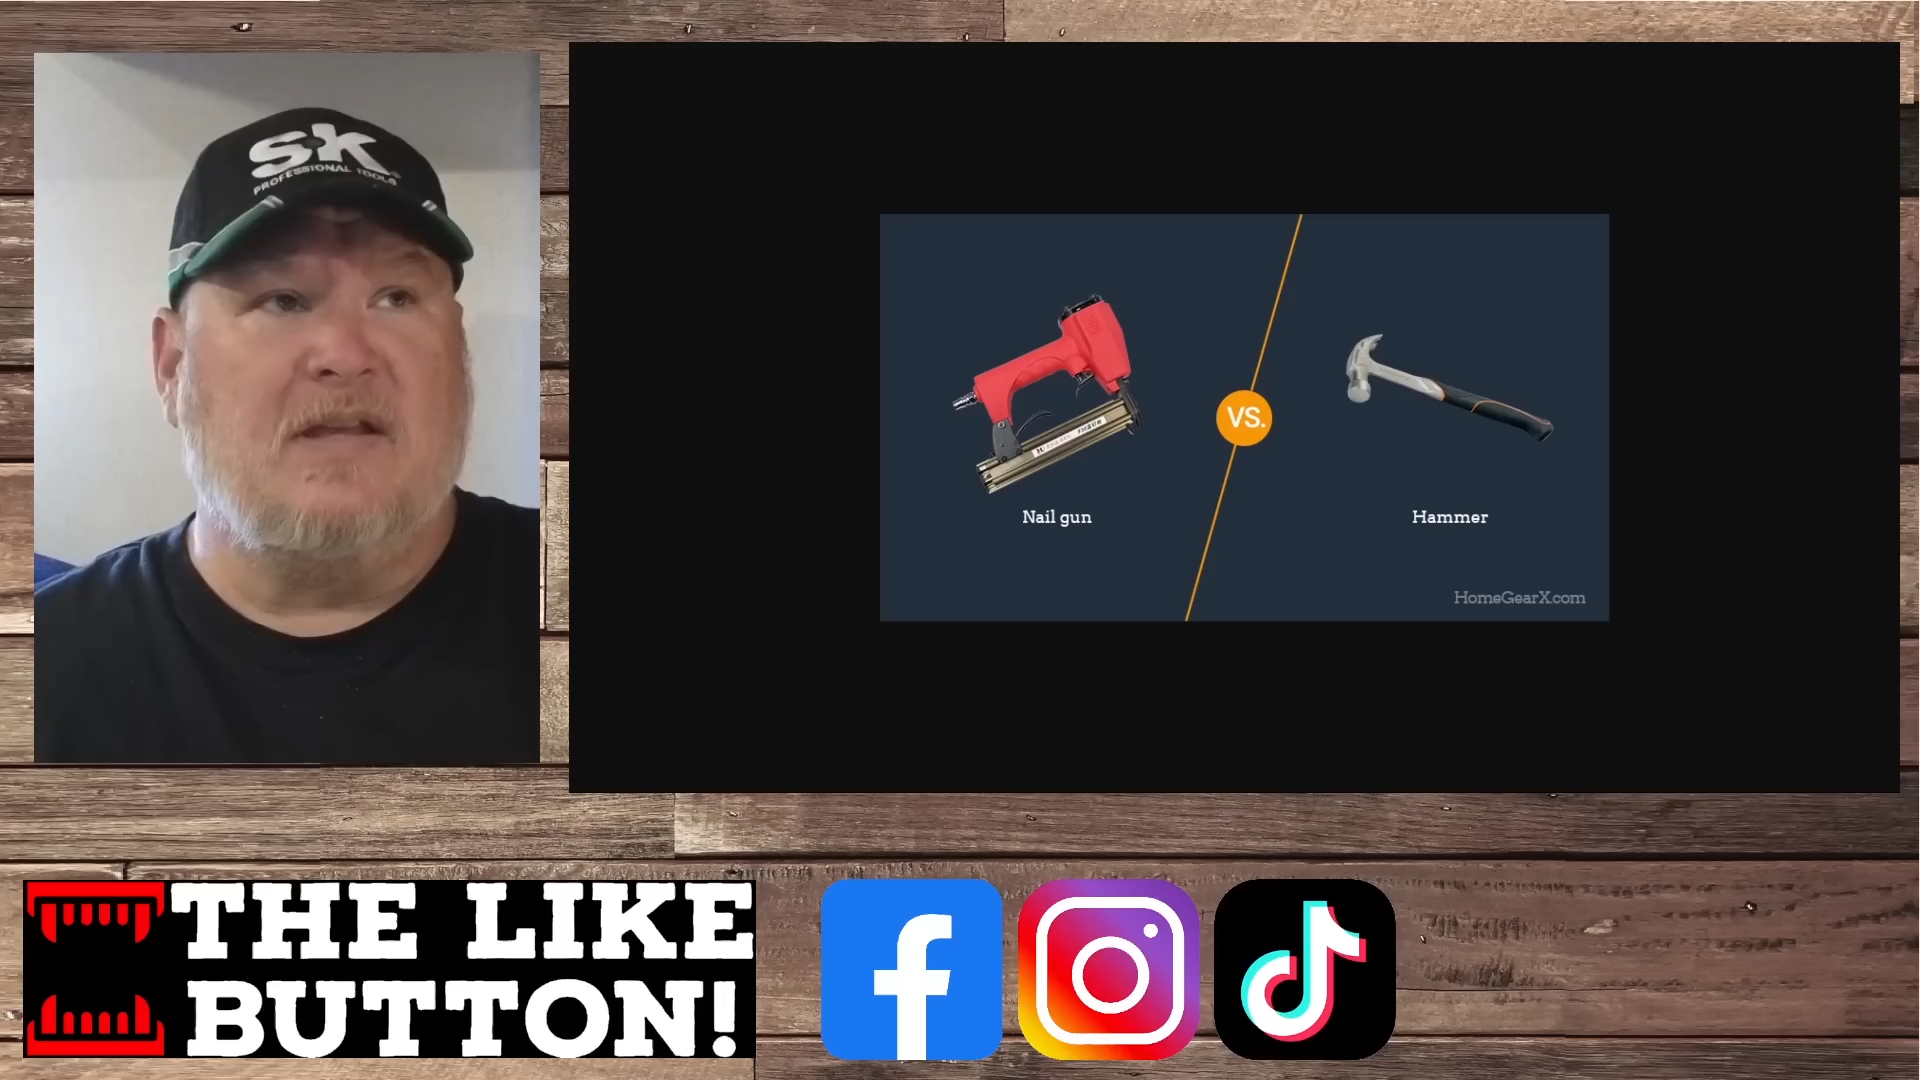 SK
PROFESSIONAL TOOLS
VS.
Nail gun
Hammer
HomeGearX.com
THE LIKE
BUTTON!